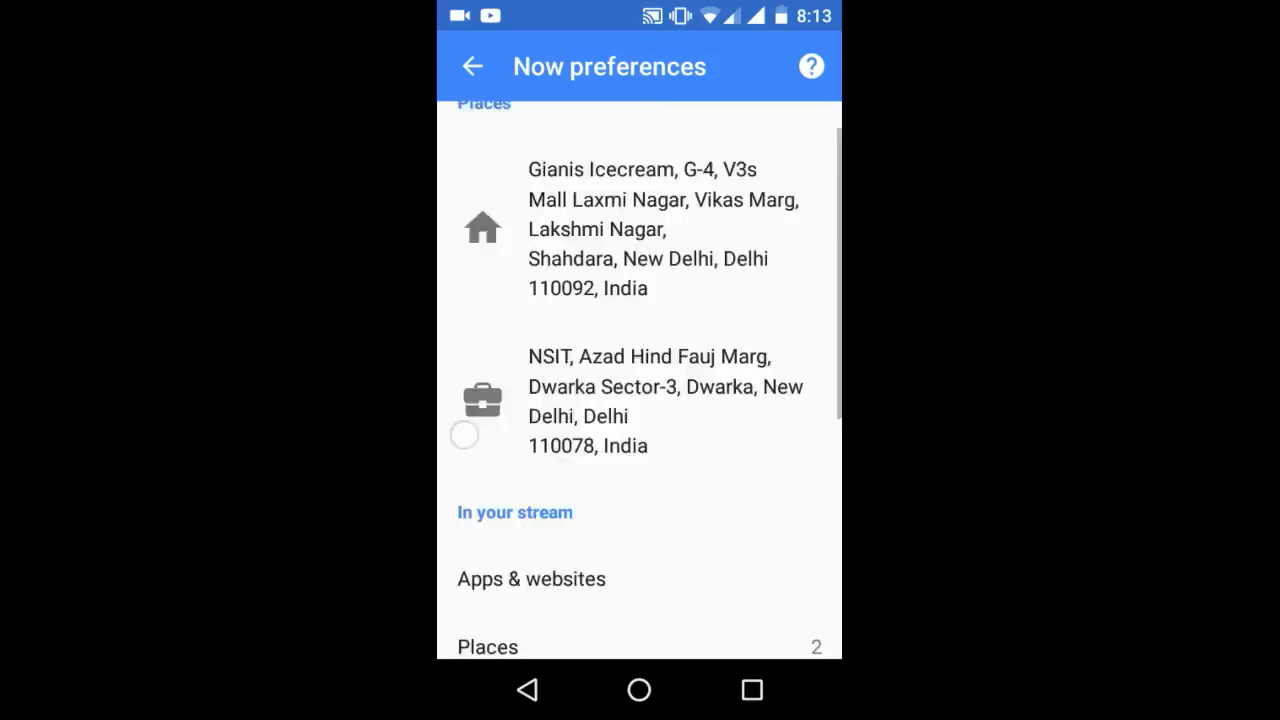 8:13
Now preferences
?
Places
Gianis Icecream, G-4, V3s
Mall Laxmi Nagar, Vikas Marg,
Lakshmi Nagar,
Shahdara, New Delhi, Delhi
110092, India
NSIT, Azad Hind Fauj Marg,
Dwarka Sector-3, Dwarka, New
Delhi, Delhi
110078, India
In your stream
Apps & websites
Places 2